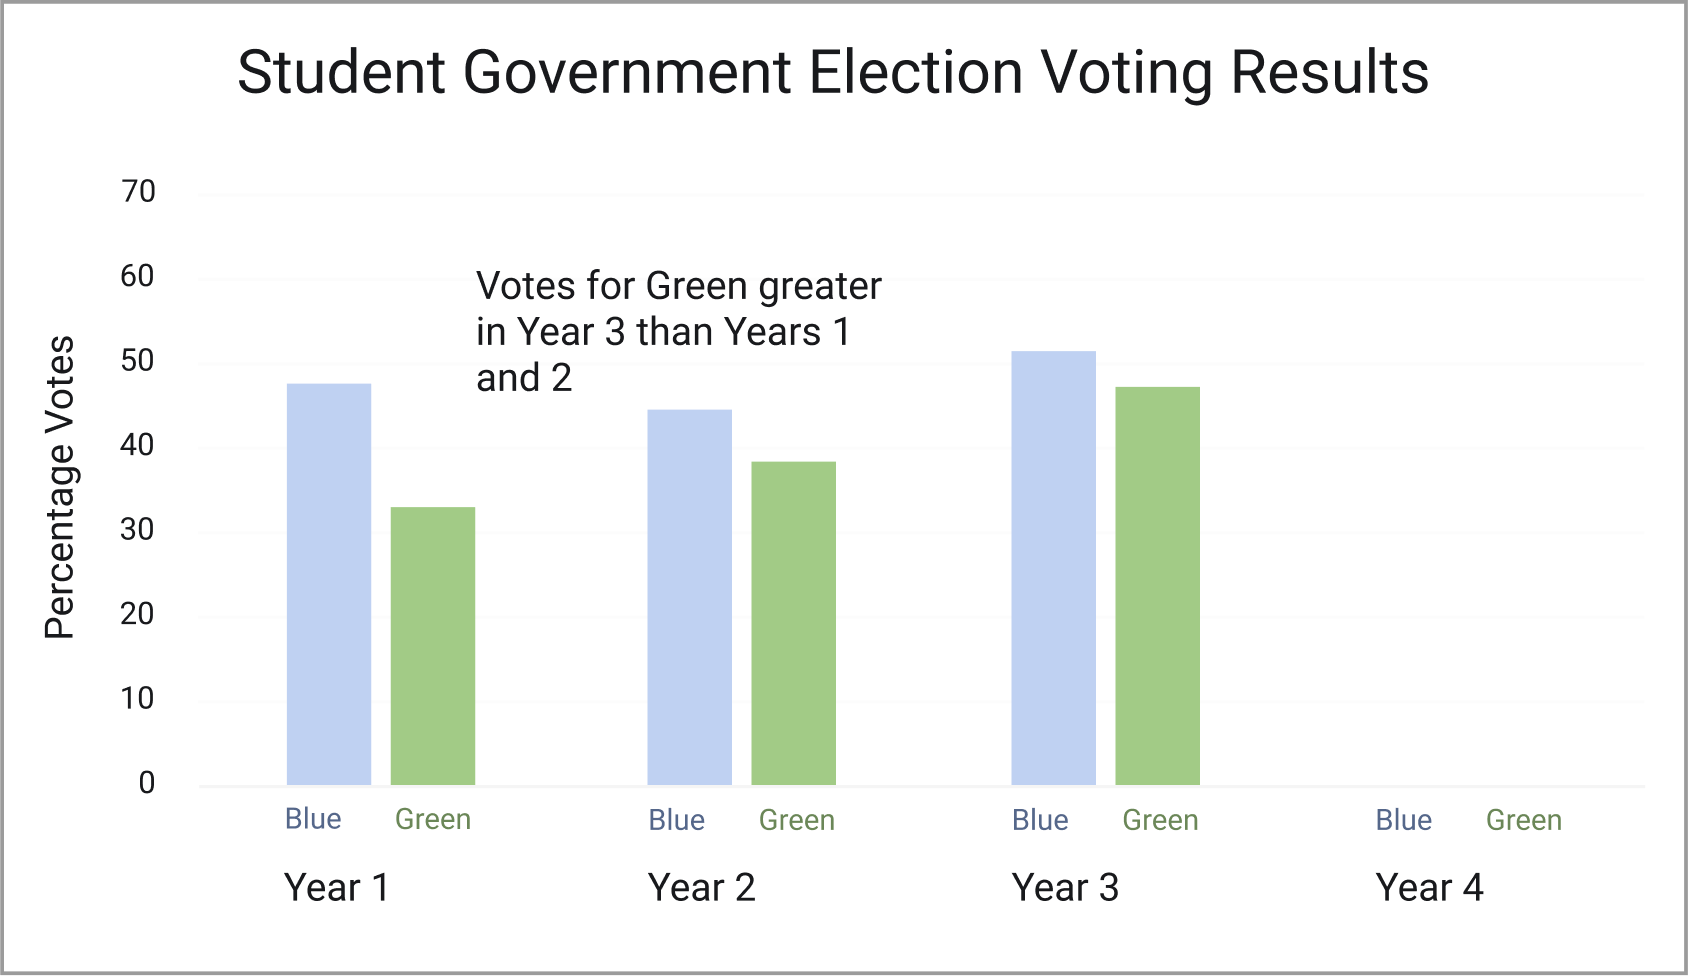 Student Government Election Voting Results
Percentage Votes
70
60
50
40
30
20
10
0
Votes for Green greater
in Year 3 than Years 1
and 2
Blue Green Blue Green Blue Green Blue Green
Year 1 Year 2 Year 3 Year 4